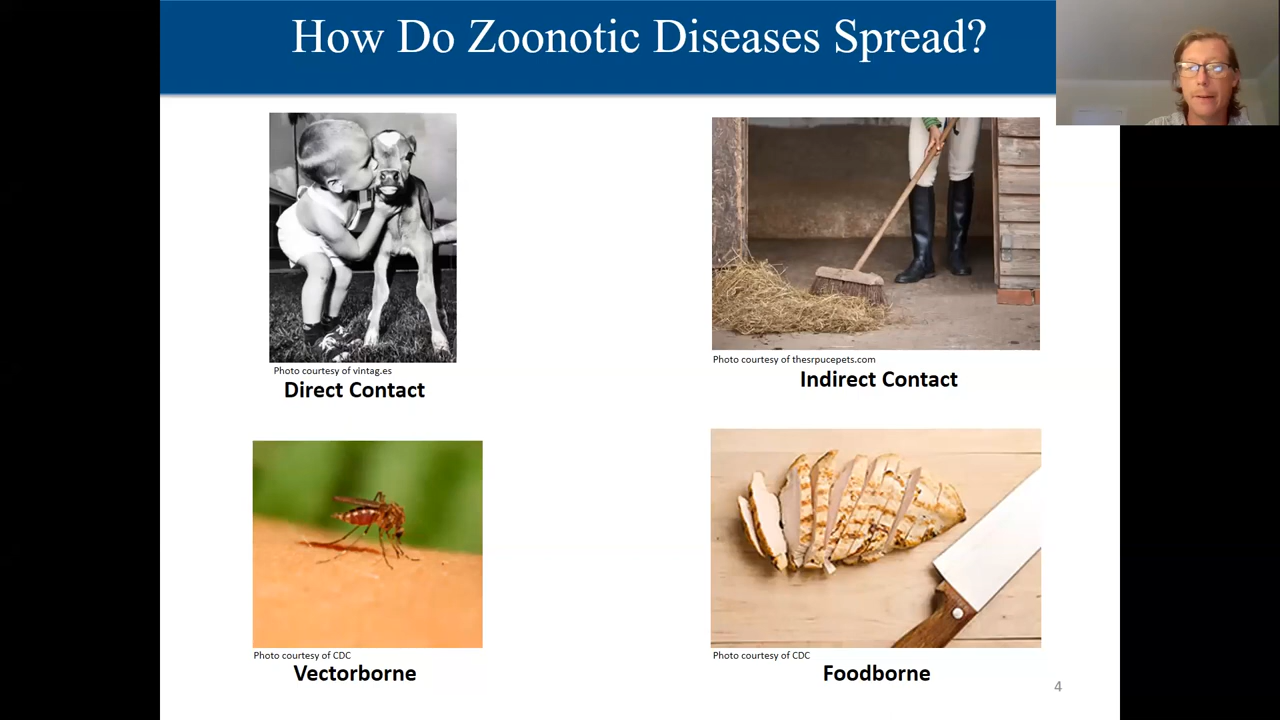 How Do Zoonotic Diseases Spread?
Photo courtesy of vintag.es
Direct Contact
Photo courtesy of thesrpucepets.com
Indirect Contact
Photo courtesy of CDC
Vectorborne
Photo courtesy of CDC
Foodborne
4